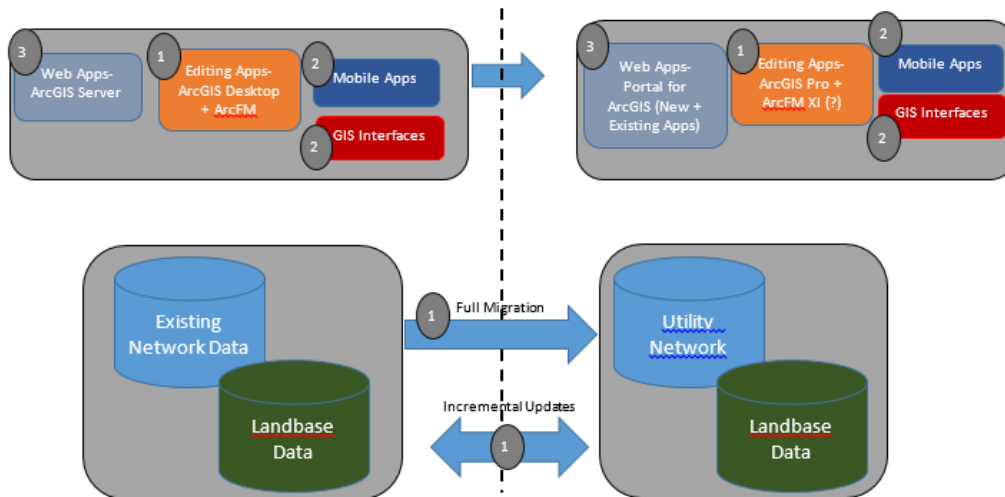 3
Web Apps-
ArcGIS Server
1
Editing Apps-
ArcGIS Desktop
+ ArcFM
2
Mobile Apps
2
GIS Interfaces
3
Web Apps-
Portal for
ArcGIS (New +
Existing Apps)
1
Editing Apps-
ArcGIS Pro +
ArcFM XI (?)
2
Mobile Apps
GIS Interfaces
2
Existing
Network Data
Landbase
Data
1
Full Migration
Incremental Updates
1
Utility
Network
Landbase
Data